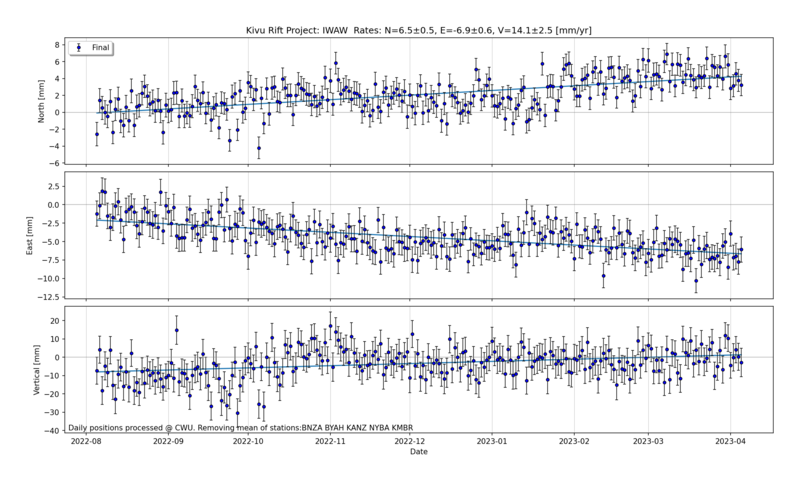 Kivu Rift Project: IWAW  Rates: N=6.5±0.5, E=-6.9±0.6, V=14.1±2.5 [mm/yr]
Final
North [mm]
8
6
4
2
0
−2
−4
−6
East [mm]
2.5
0.0
−2.5
−5.0
−7.5
−10.0
−12.5
Vertical [mm]
20
10
0
−10
−20
−30
−40
Daily positions processed @ CWU. Removing mean of stations:BNZA BYAH KANZ NYBA KMBR
2022-08 2022-09 2022-10 2022-11 2022-12 2023-01 2023-02 2023-03 2023-04
Date